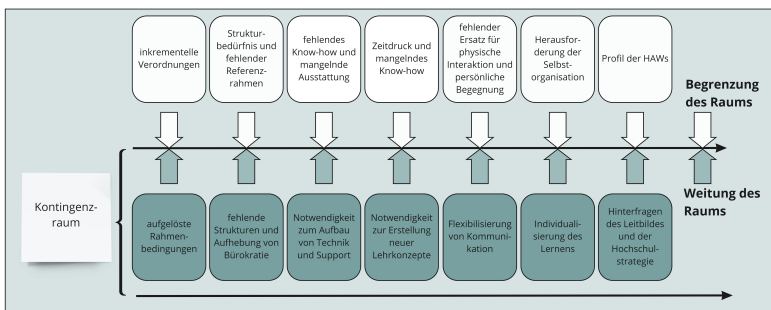 inkrementelle
Verordnungen
Struktur-
bedürfnis und
fehlender
Referenz-
rahmen
fehlendes
Know-how und
mangelnde
Ausstattung
Zeitdruck und
mangelndes
Know-how
fehlender
Ersatz für
physische
Interaktion und
persönliche
Begegnung
Herausfor-
derung der
Selbst-
organisation
Profil der HAWs
Begrenzung
des Raums
Kontingenz-
raum
Weitung des
Raums
aufgelöste
Rahmen-
bedingungen
fehlende
Strukturen und
Aufhebung von
Bürokratie
Notwendigkeit
zum Aufbau
von Technik
und Support
Notwendigkeit
zur Erstellung
neuer
Lehrkonzepte
Flexibilisierung
von Kommuni-
kation
Individuali-
sierung des
Lernens
Hinterfragen
des Leitbildes
und der
Hochschul-
strategie